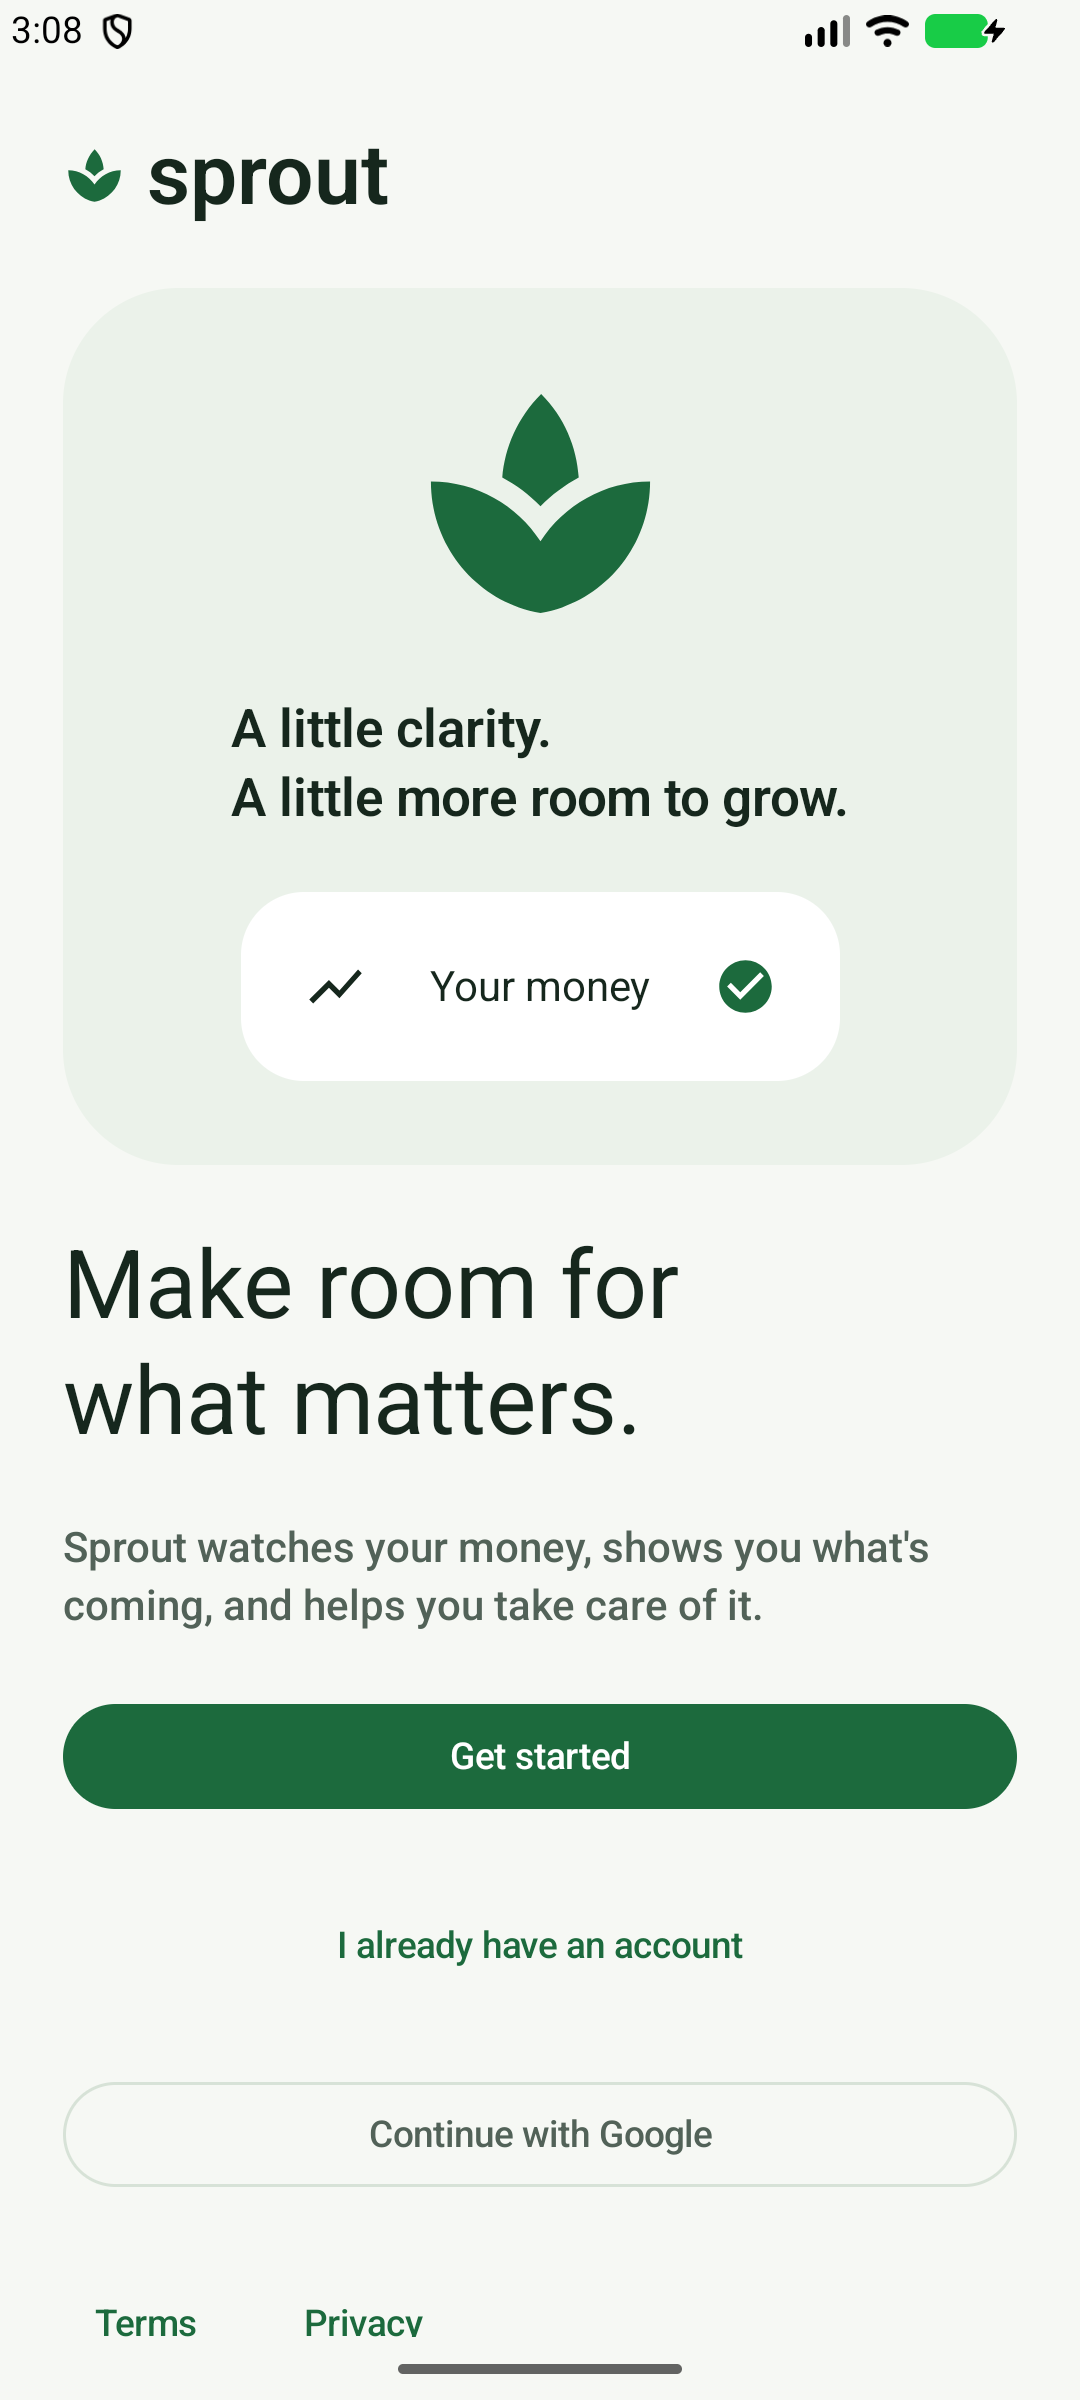 3:08
sprout
A little clarity.
A little more room to grow.
Your money
Make room for
what matters.
Sprout watches your money, shows you what's
coming, and helps you take care of it.
Get started
I already have an account
Continue with Google
Terms Privacy